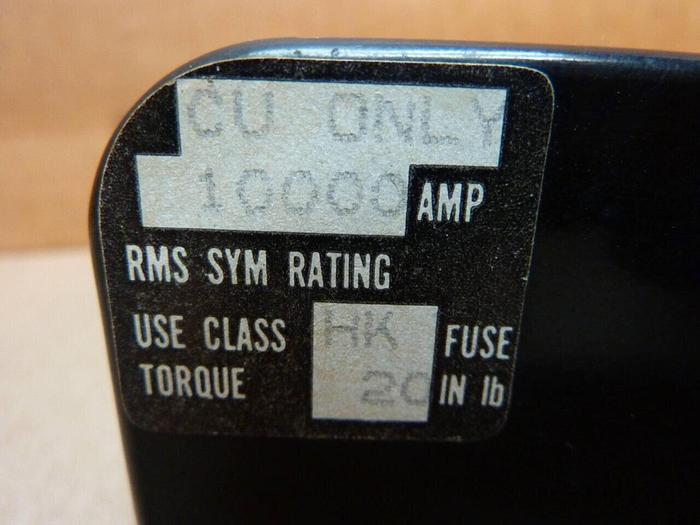 CU ONLY
10000 AMP
RMS SYM RATING
USE CLASS HK FUSE
TORQUE 20 IN lb